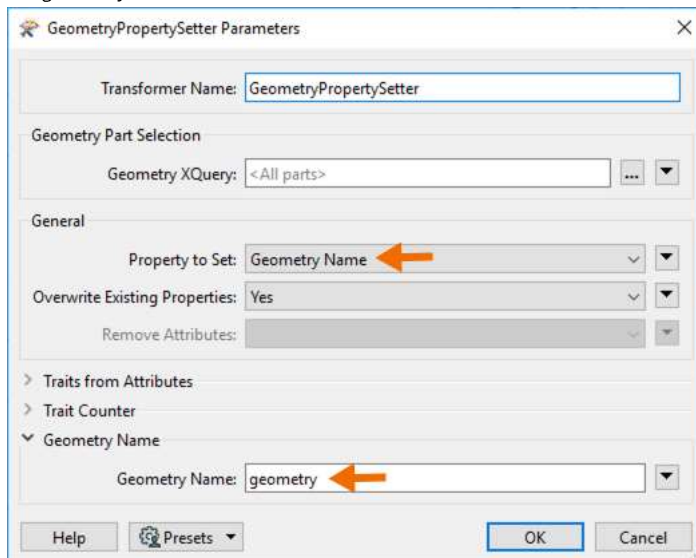 GeometryPropertySetter Parameters
Transformer Name: GeometryPropertySetter
Geometry Part Selection
Geometry XQuery: <All parts> ...
General
Property to Set: Geometry Name
Overwrite Existing Properties: Yes
Remove Attributes:
Traits from Attributes
Trait Counter
Geometry Name
Geometry Name: geometry
Help Presets OK Cancel